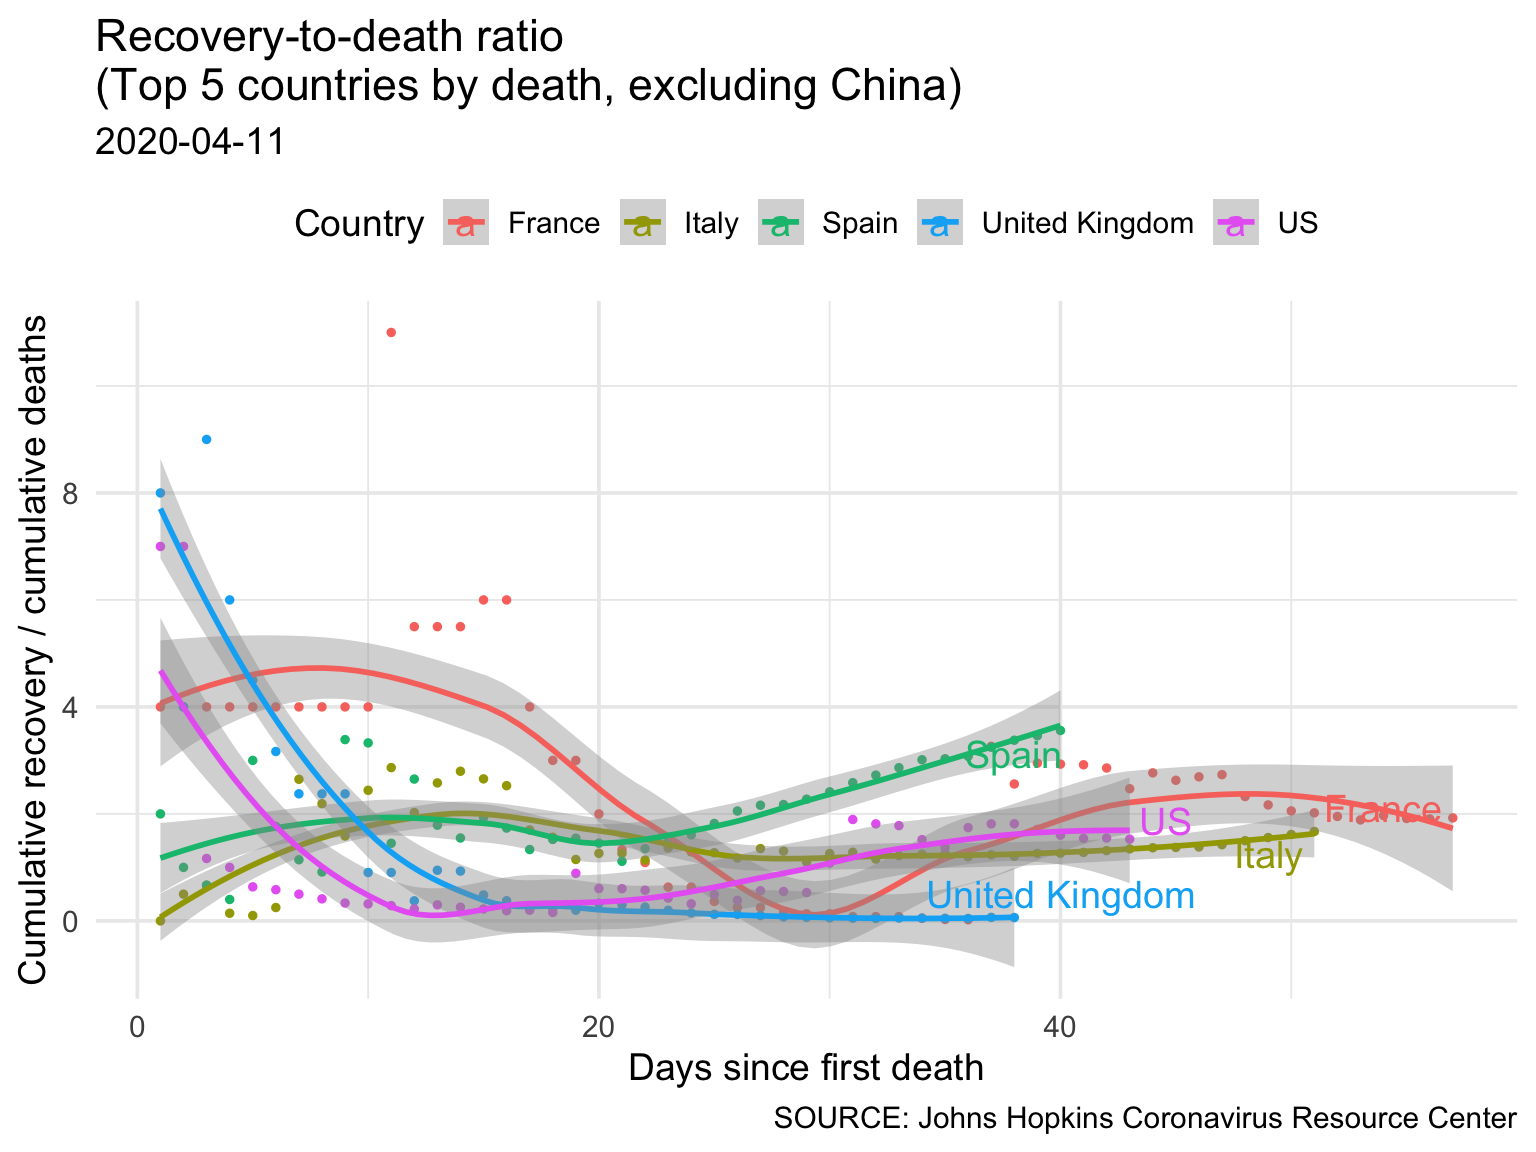 Recovery-to-death ratio
(Top 5 countries by death, excluding China)
2020-04-11
Country a France a Italy a Spain a United Kingdom a US
Cumulative recovery / cumulative deaths
8
4
0
Spain
France
US
Italy
United Kingdom
0 20 40
Days since first death
SOURCE: Johns Hopkins Coronavirus Resource Center